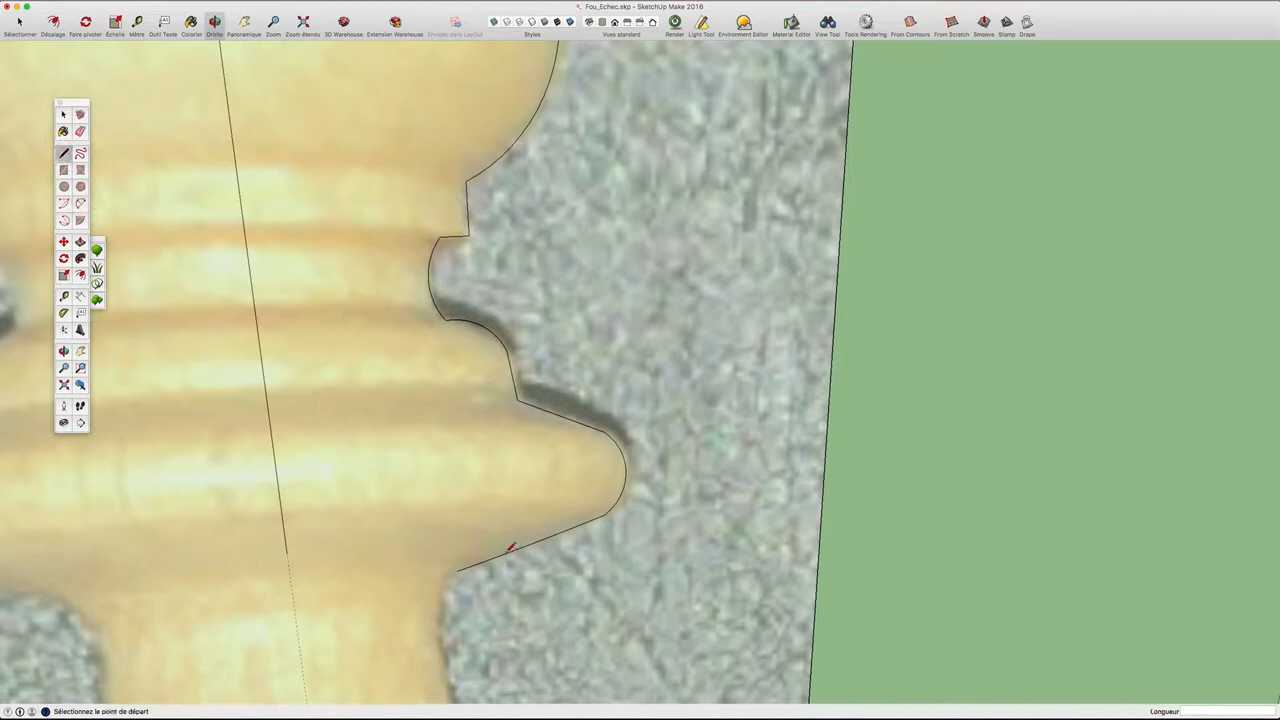 Fou_Echec.skp - SketchUp Make 2016
Sélectionner Décalage Faire pivoter Échelle Mètre Outil Texte Colorier Orbite Panoramique Zoom Zoom étendu 3D Warehouse Extension Warehouse Envoyer dans LayOut Styles Vues standard Render Light Tool Environment Editor Material Editor View Tool Tools Rendering From Contours From Scratch Smoove Stamp Drape
Sélectionnez le point de départ Longueur